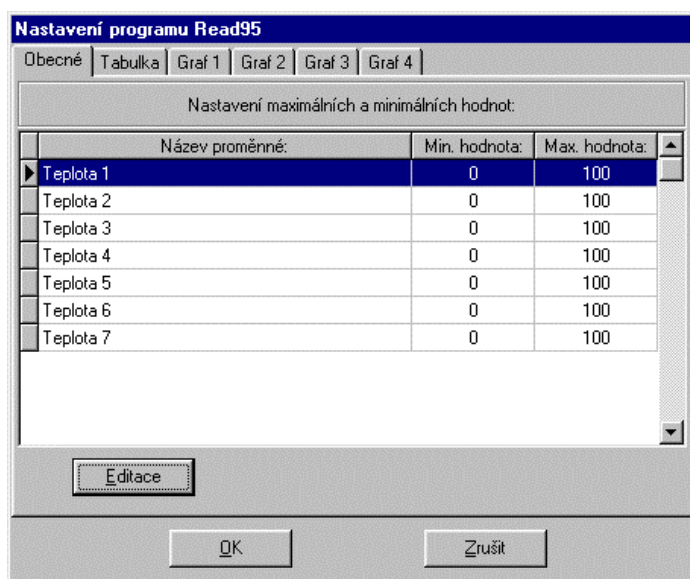 Nastavení programu Read95
Obecné Tabulka Graf 1 Graf 2 Graf 3 Graf 4
Nastavení maximálních a minimálních hodnot:
Název proměnné: Min. hodnota: Max. hodnota:
Teplota 1 0 100
Teplota 2 0 100
Teplota 3 0 100
Teplota 4 0 100
Teplota 5 0 100
Teplota 6 0 100
Teplota 7 0 100
Editace
OK Zrušit